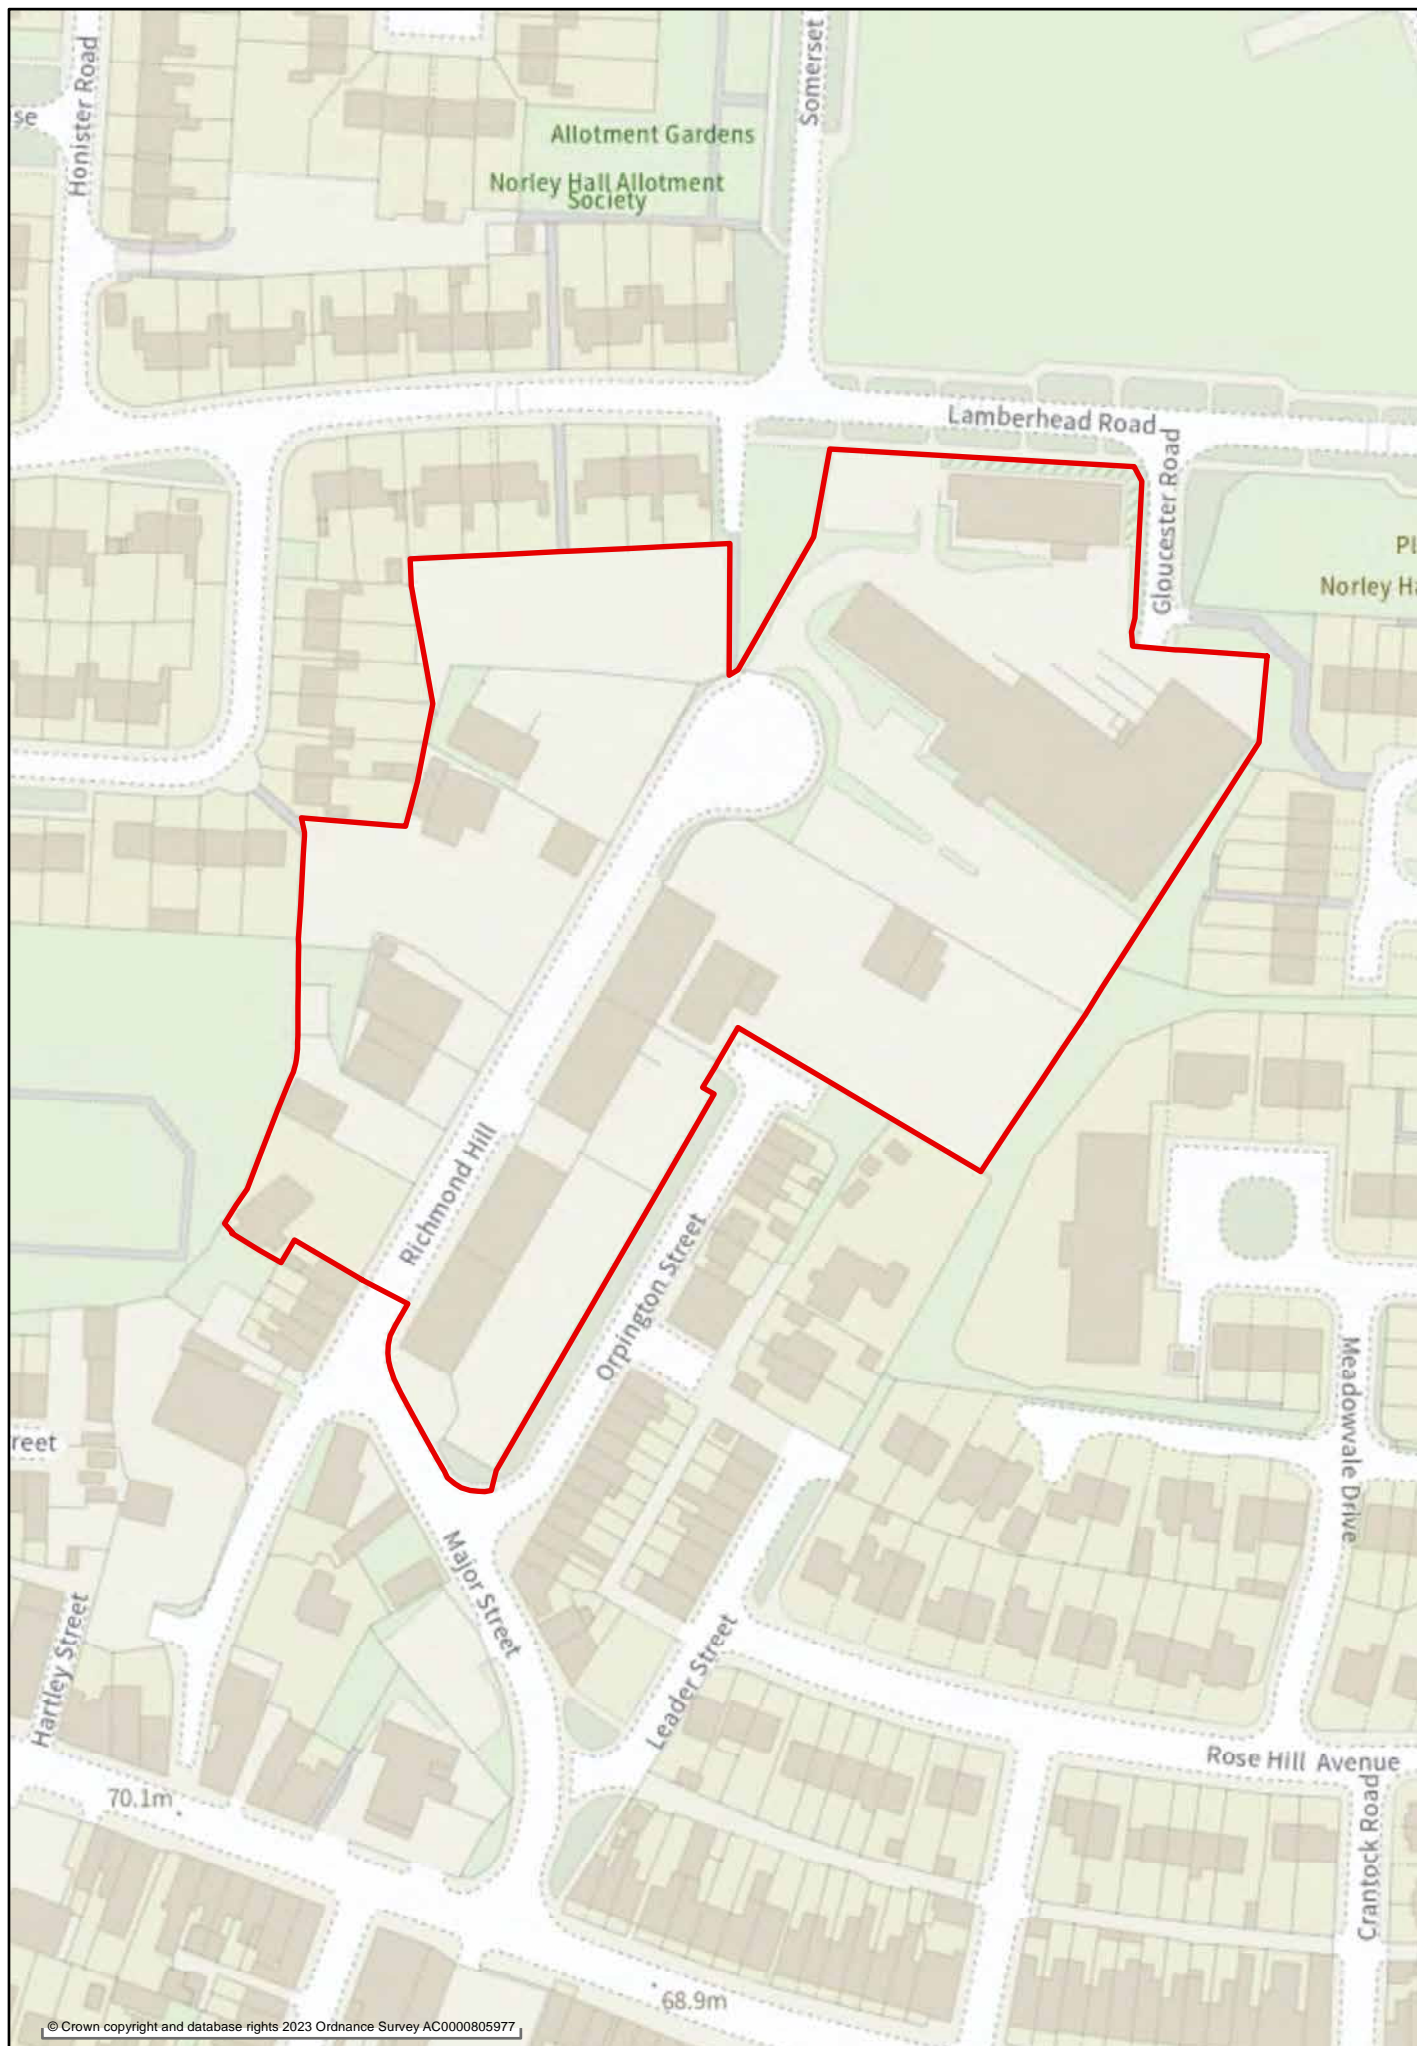 Honister Road
Somerset
se
Allotment Gardens
Norley Hall Allotment
Society
Lamberhead Road
Gloucester Road
Pl
Norley Ha
Richmond Hill
Orpington Street
Meadowvale Drive
reet
Major Street
Hartley Street
Leader Street
Rose Hill Avenue
Crantock Road
70.1m
68.9m
© Crown copyright and database rights 2023 Ordnance Survey AC0000805977